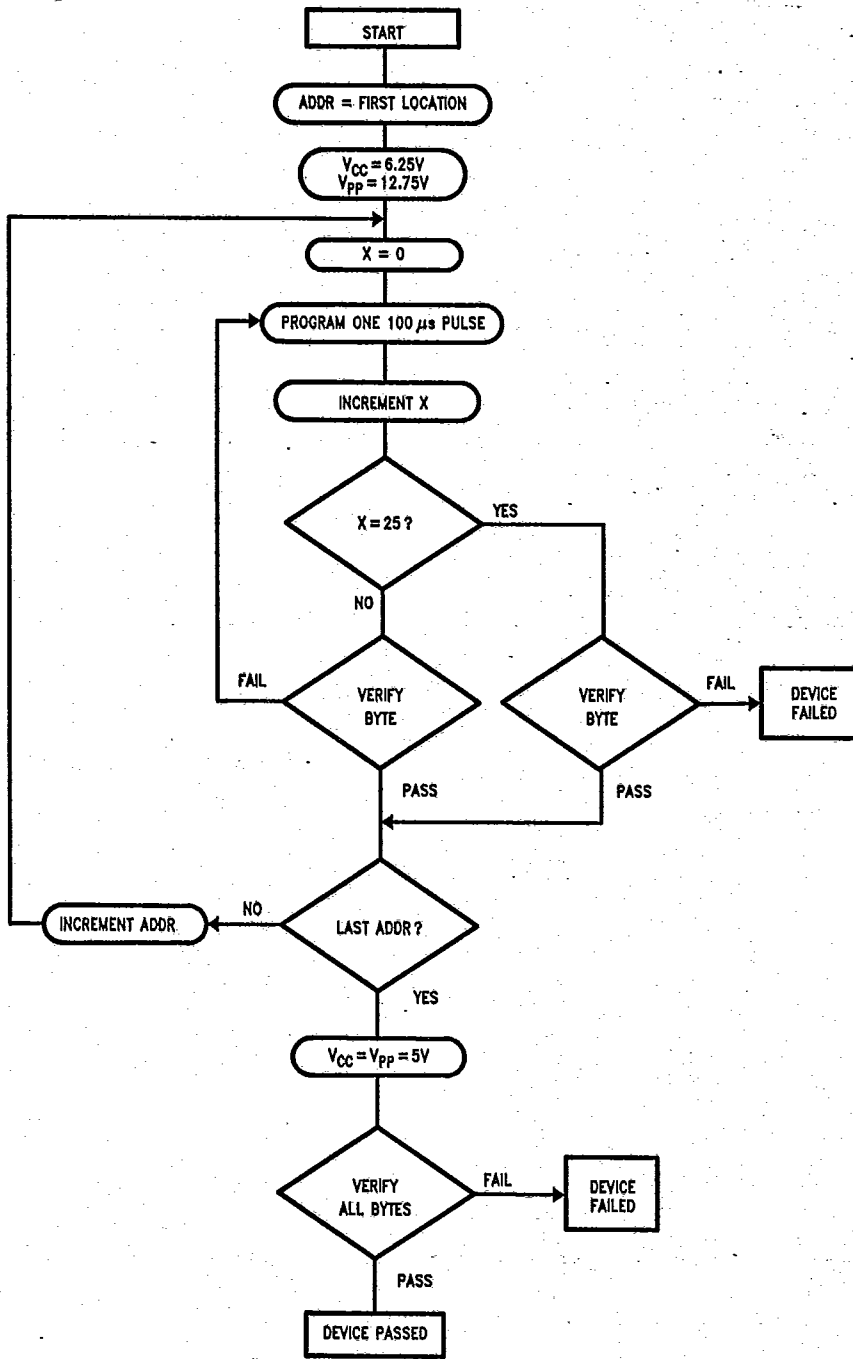 START
ADDR = FIRST LOCATION
VCC = 6.25V
VPP = 12.75V
X = 0
PROGRAM ONE 100 μs PULSE
INCREMENT X
X = 25 ?
YES
NO
FAIL
VERIFY
BYTE
VERIFY
BYTE
FAIL
DEVICE
FAILED
PASS
PASS
INCREMENT ADDR
NO
LAST ADDR ?
YES
VCC = VPP = 5V
VERIFY
ALL BYTES
FAIL
DEVICE
FAILED
PASS
DEVICE PASSED